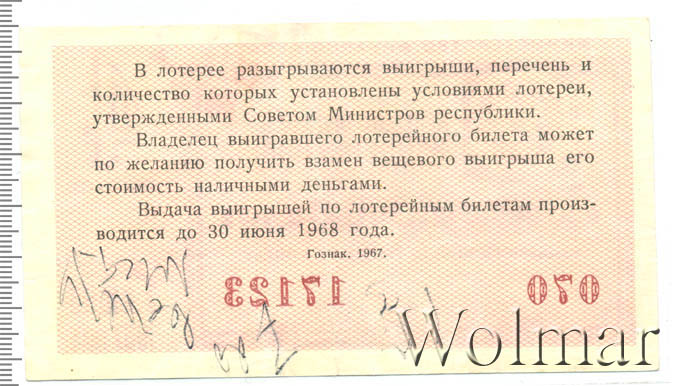 В лотерее разыгрываются выигрыши, перечень и
количество которых установлены условиями лотереи,
утвержденными Советом Министров республики.
Владелец выигравшего лотерейного билета может
по желанию получить взамен вещевого выигрыша его
стоимость наличными деньгами.
Выдача выигрышей по лотерейным билетам произ-
водится до 30 июня 1968 года.
Гознак. 1967.
Wolmar